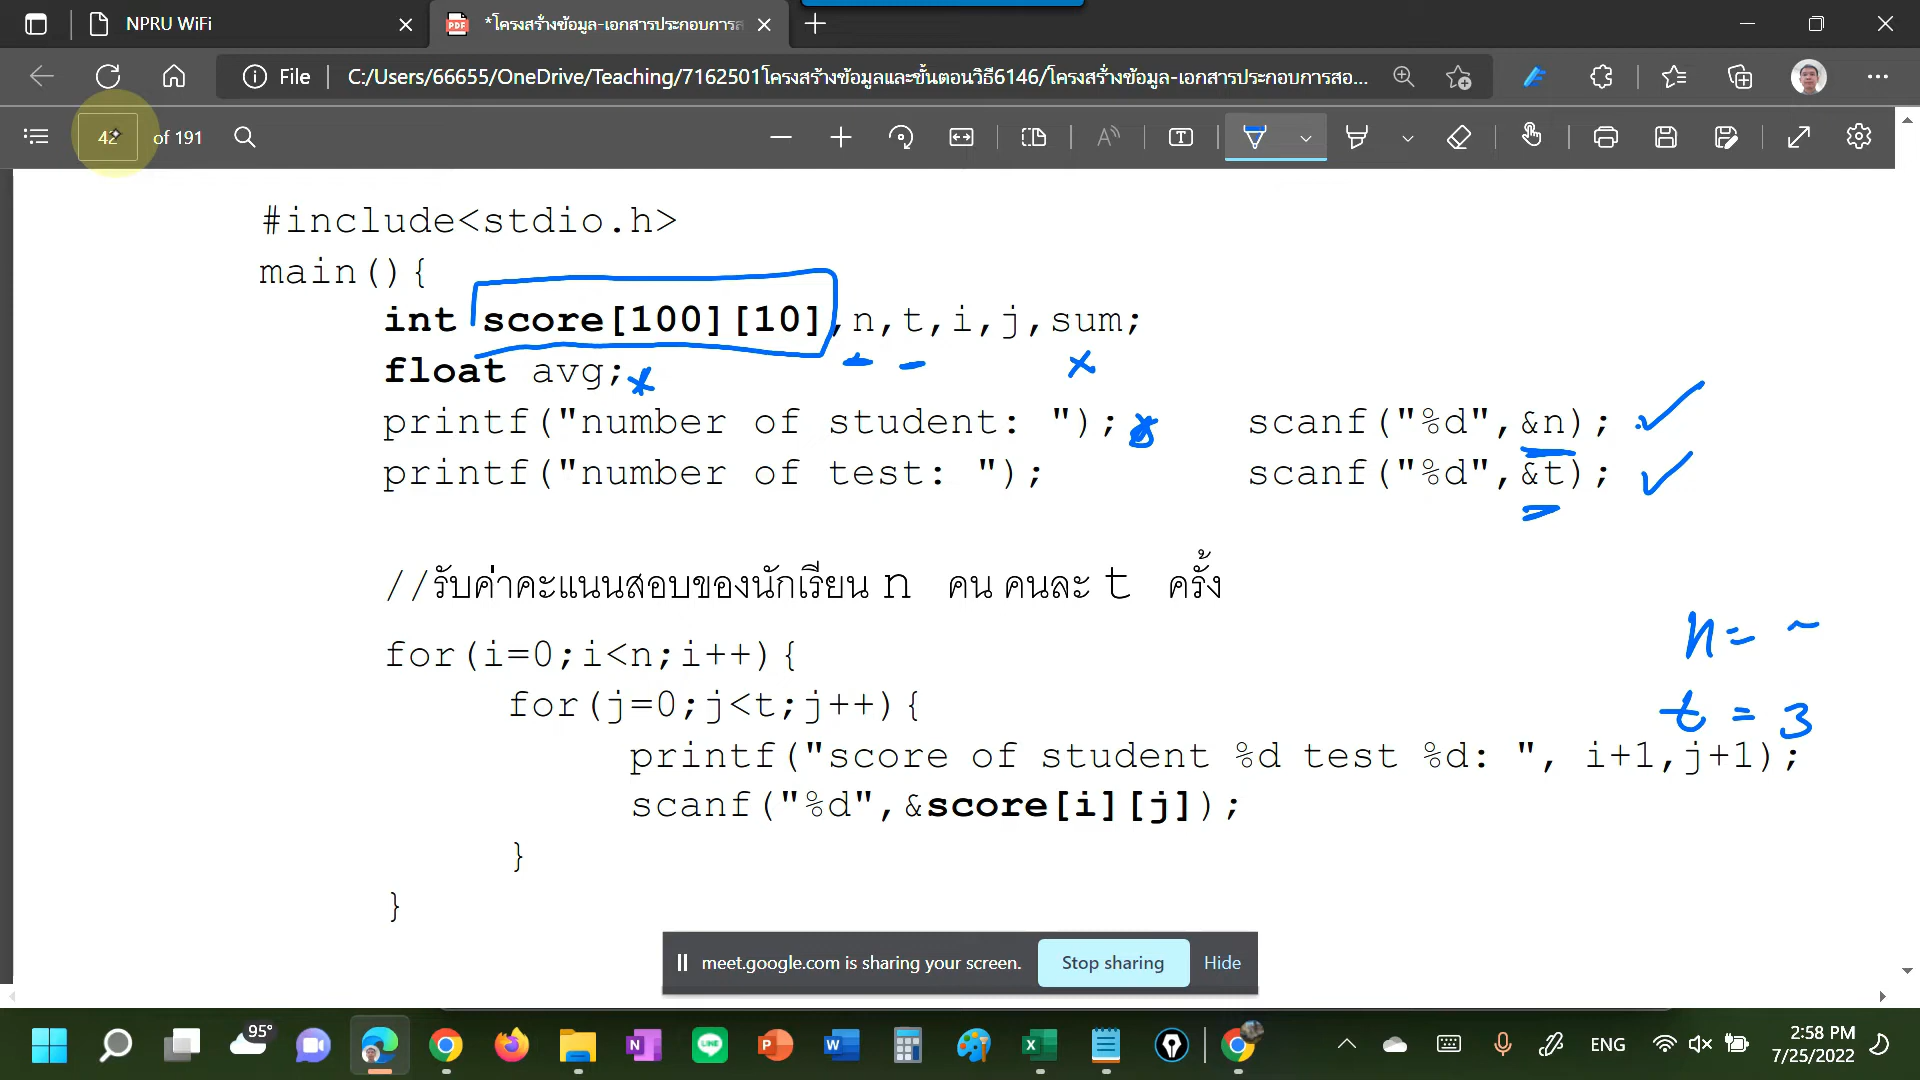 NPRU WiFi
*โครงสร้างข้อมูล-เอกสารประกอบการส
File
C:/Users/66655/OneDrive/Teaching/7162501โครงสร้างข้อมูลและขั้นตอนวิธี6146/โครงสร้างข้อมูล-เอกสารประกอบการสอ...
42 of 191
#include<stdio.h>
main(){
int score[100][10],n,t,i,j,sum;
float avg;
printf("number of student: "); scanf("%d",&n);
printf("number of test: "); scanf("%d",&t);
//รับค่าคะแนนสอบของนักเรียน n คน คนละ t ครั้ง
for(i=0;i<n;i++){
n= ~
for(j=0;j<t;j++){
t = 3
printf("score of student %d test %d: ", i+1,j+1);
scanf("%d",&score[i][j]);
}
}
meet.google.com is sharing your screen.
Stop sharing
Hide
95°
ENG
2:58 PM
7/25/2022